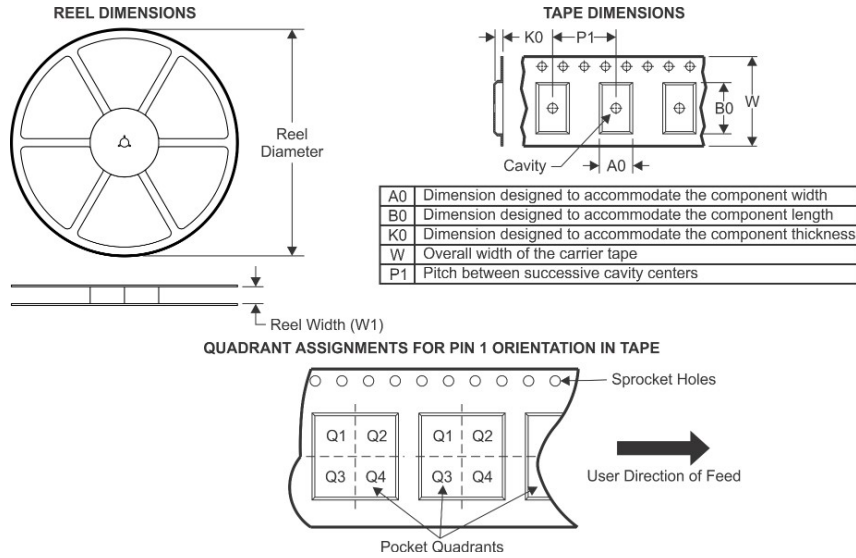 REEL DIMENSIONS
Reel
Diameter
Reel Width (W1)
TAPE DIMENSIONS
K0
P1
B0
W
Cavity
A0
A0 Dimension designed to accommodate the component width
B0 Dimension designed to accommodate the component length
K0 Dimension designed to accommodate the component thickness
W Overall width of the carrier tape
P1 Pitch between successive cavity centers
QUADRANT ASSIGNMENTS FOR PIN 1 ORIENTATION IN TAPE
Sprocket Holes
Q1 Q2 Q1 Q2
Q3 Q4 Q3 Q4
User Direction of Feed
Pocket Quadrants